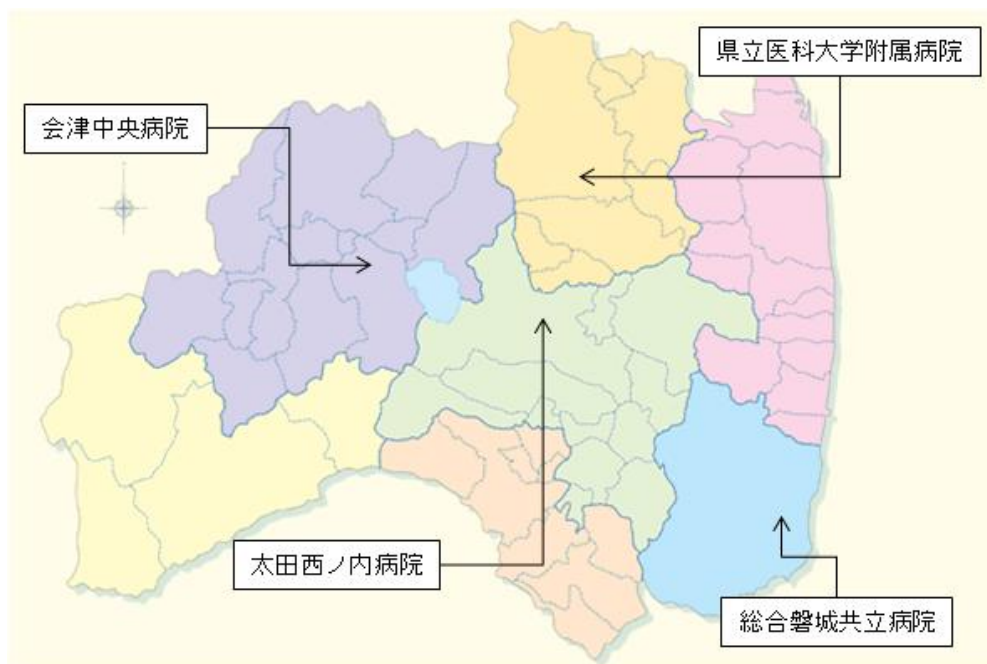 県立医科大学附属病院
会津中央病院
太田西ノ内病院
総合磐城共立病院